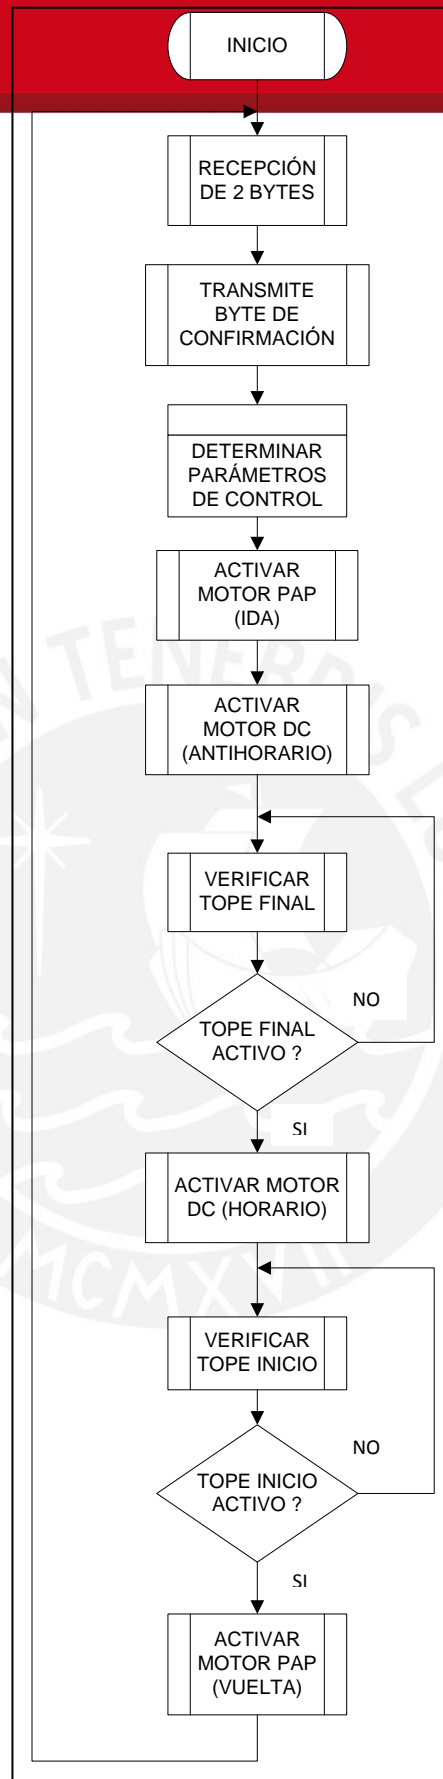 INICIO
RECEPCIÓN
DE 2 BYTES
TRANSMITE
BYTE DE
CONFIRMACIÓN
DETERMINAR
PARÁMETROS
DE CONTROL
ACTIVAR
MOTOR PAP
(IDA)
ACTIVAR
MOTOR DC
(ANTIHORARIO)
VERIFICAR
TOPE FINAL
NO
TOPE FINAL
ACTIVO ?
SI
ACTIVAR MOTOR
DC (HORARIO)
VERIFICAR
TOPE INICIO
NO
TOPE INICIO
ACTIVO ?
SI
ACTIVAR
MOTOR PAP
(VUELTA)
TENEBRIS
MCMXVII